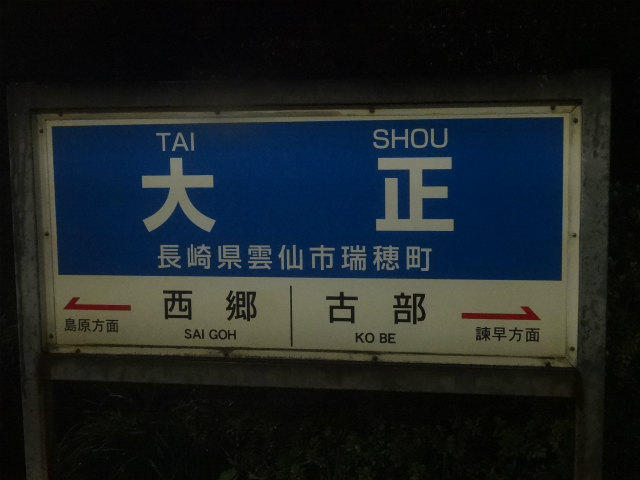 TAI SHOU
大 正
長崎県雲仙市瑞穂町
西郷 古部
SAI GOH KO BE
島原方面 諫早方面